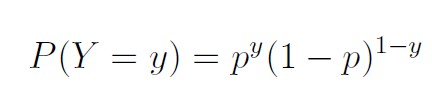 P(Y = y) = p^y(1 − p)^{1−y}